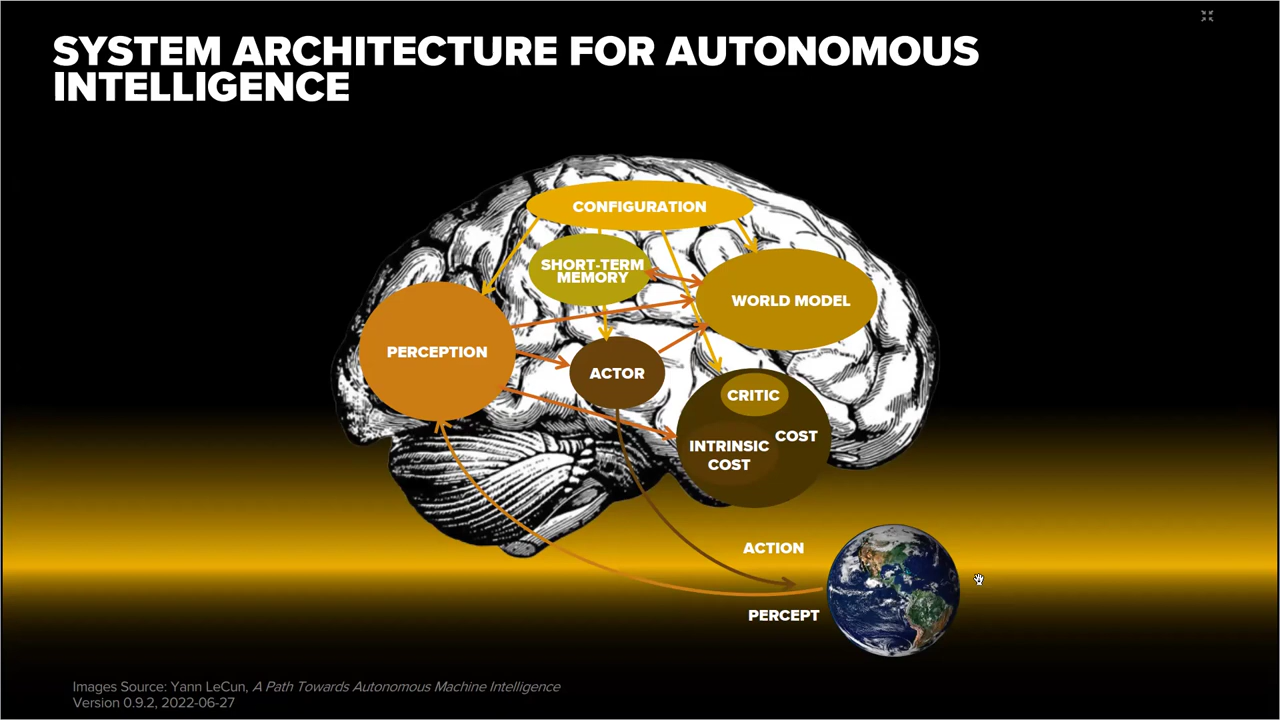 SYSTEM ARCHITECTURE FOR AUTONOMOUS
INTELLIGENCE
CONFIGURATION
SHORT-TERM
MEMORY
WORLD MODEL
PERCEPTION
ACTOR
CRITIC
COST
INTRINSIC
COST
ACTION
PERCEPT
Images Source: Yann LeCun, A Path Towards Autonomous Machine Intelligence
Version 0.9.2, 2022-06-27